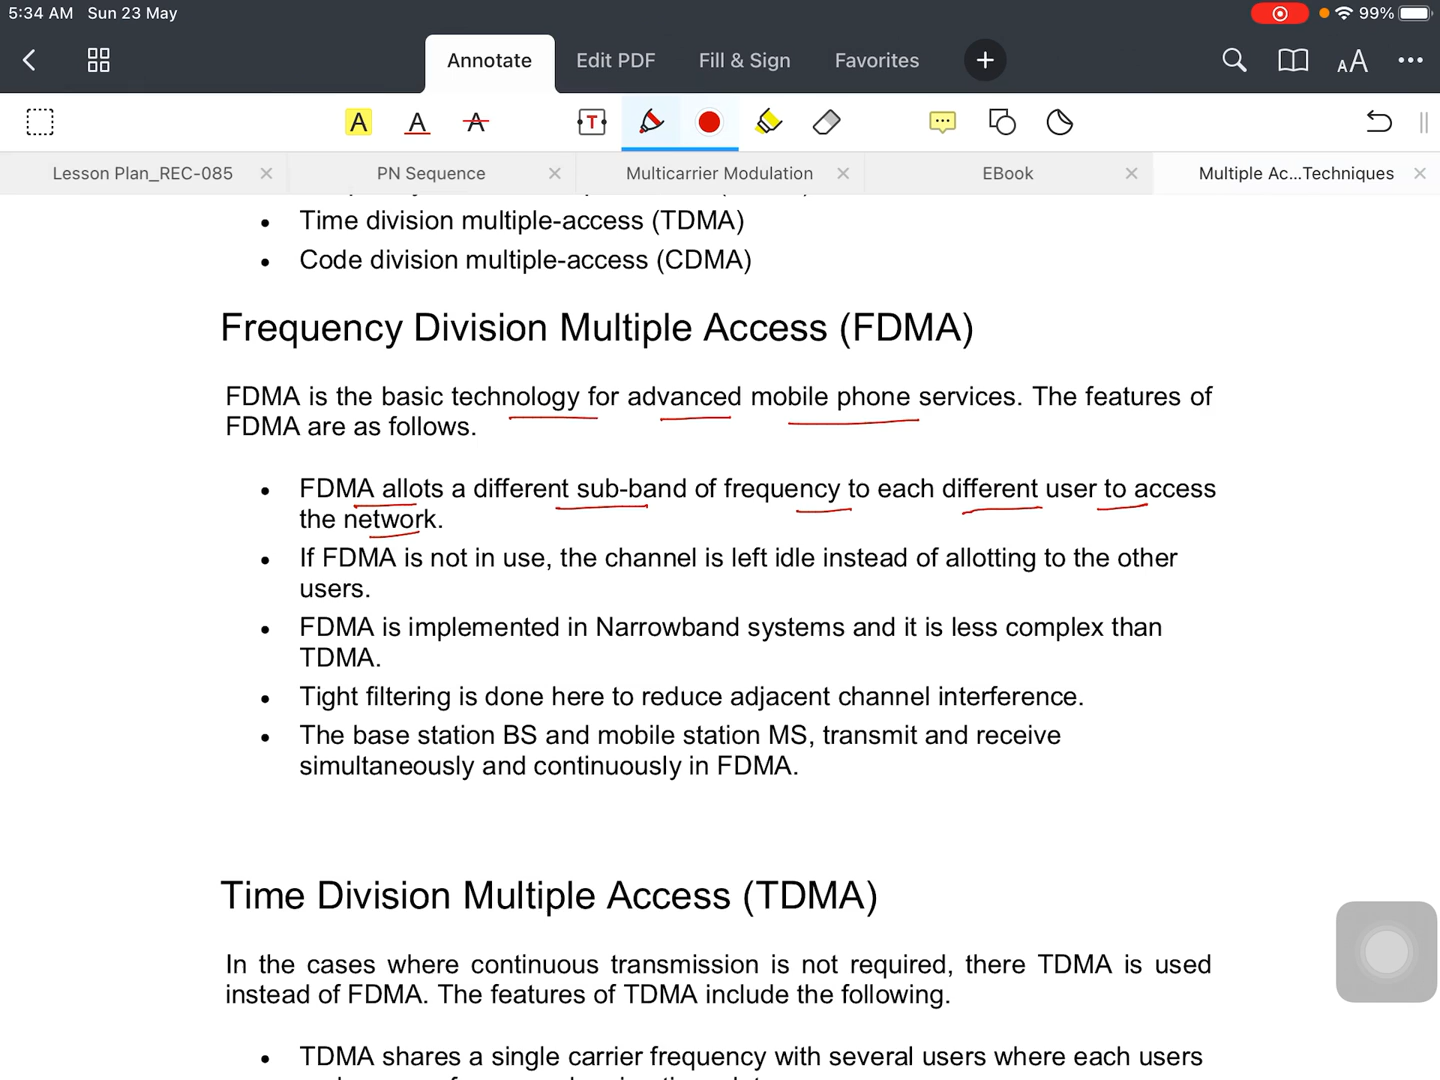 5:34 AM Sun 23 May 99%
Annotate Edit PDF Fill & Sign Favorites
A A A T
Lesson Plan_REC-085 PN Sequence Multicarrier Modulation EBook Multiple Ac...Techniques
• Time division multiple-access (TDMA)
• Code division multiple-access (CDMA)
Frequency Division Multiple Access (FDMA)
FDMA is the basic technology for advanced mobile phone services. The features of
FDMA are as follows.
• FDMA allots a different sub-band of frequency to each different user to access
the network.
• If FDMA is not in use, the channel is left idle instead of allotting to the other
users.
• FDMA is implemented in Narrowband systems and it is less complex than
TDMA.
• Tight filtering is done here to reduce adjacent channel interference.
• The base station BS and mobile station MS, transmit and receive
simultaneously and continuously in FDMA.
Time Division Multiple Access (TDMA)
In the cases where continuous transmission is not required, there TDMA is used
instead of FDMA. The features of TDMA include the following.
• TDMA shares a single carrier frequency with several users where each users